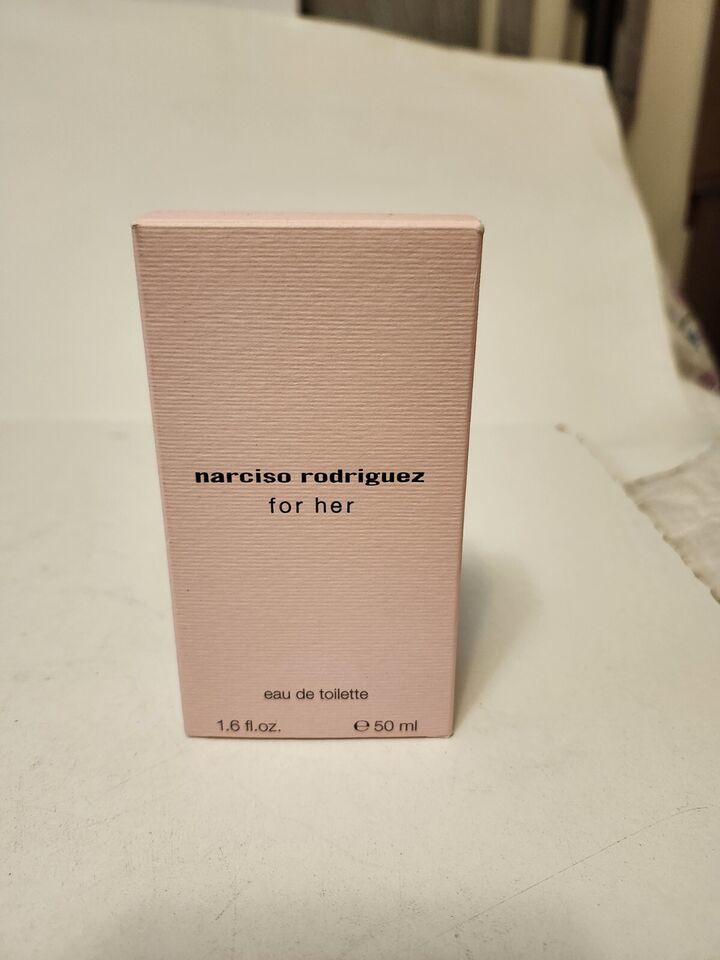 narciso rodriguez
for her
eau de toilette
1.6 fl.oz. ℮ 50 ml